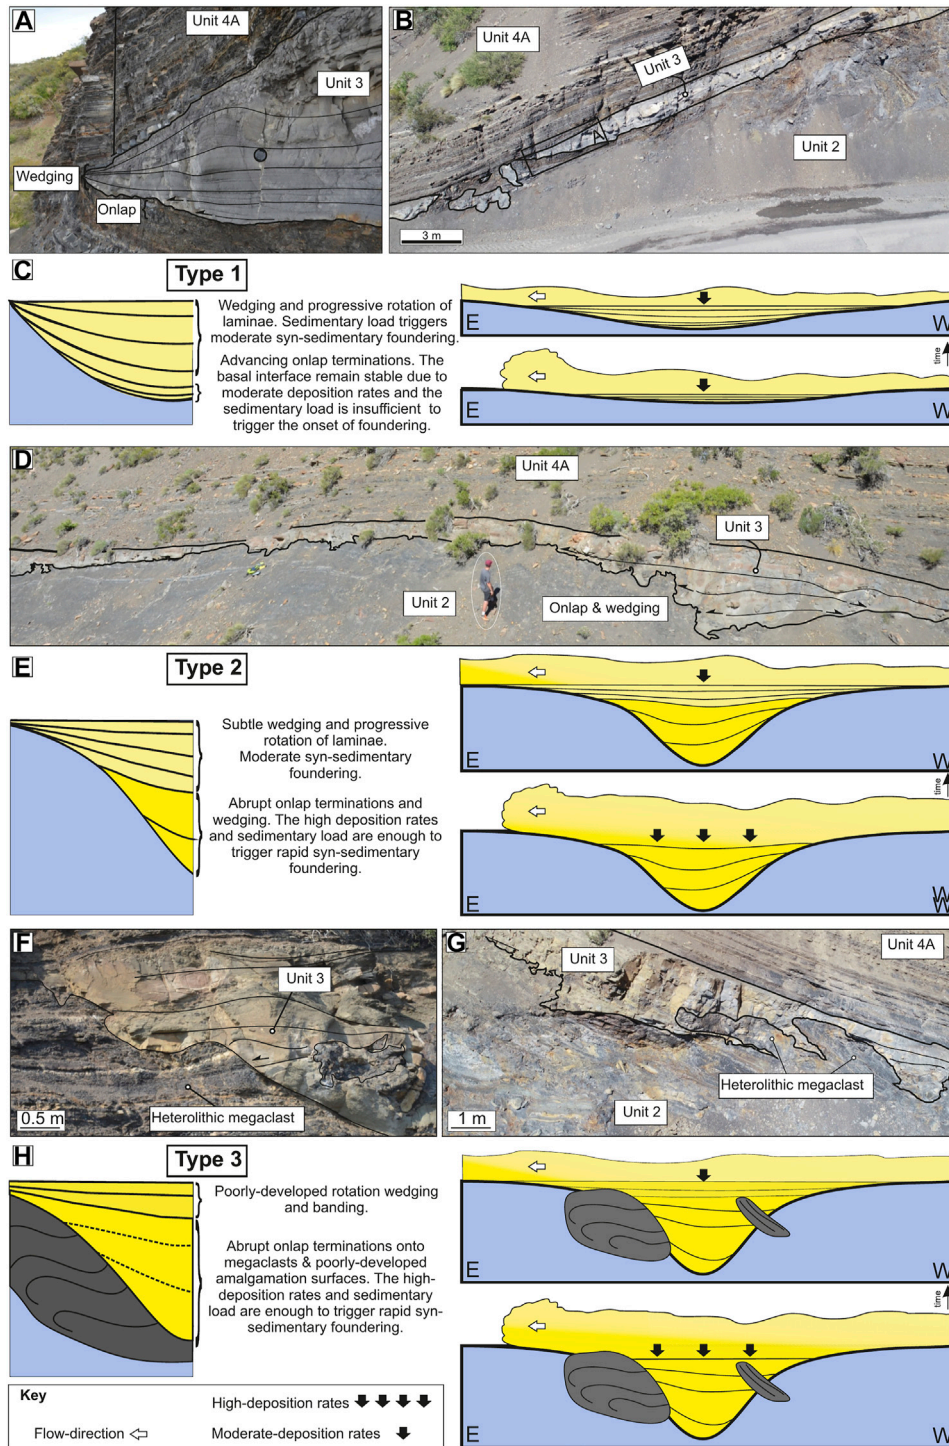 A
Unit 4A
Unit 3
Wedging
Onlap
B
Unit 4A
Unit 3
A
Unit 2
3 m
C
Type 1
Wedging and progressive rotation of
laminae. Sedimentary load triggers
moderate syn-sedimentary foundering.
Advancing onlap terminations. The
basal interface remain stable due to
moderate deposition rates and the
sedimentary load is insufficient to
trigger the onset of foundering.
E W
time
E W
D
Unit 4A
Unit 3
Unit 2
Onlap & wedging
E
Type 2
Subtle wedging and progressive
rotation of laminae.
Moderate syn-sedimentary
foundering.
Abrupt onlap terminations and
wedging. The high deposition rates
and sedimentary load are enough to
trigger rapid syn-sedimentary
foundering.
E W
time
E W
W
F
Unit 3
Heterolithic megaclast
0.5 m
G
Unit 4A
Unit 3
Heterolithic megaclast
Unit 2
1 m
H
Type 3
Poorly-developed rotation wedging
and banding.
Abrupt onlap terminations onto
megaclasts & poorly-developed
amalgamation surfaces. The high-
deposition rates and sedimentary
load are enough to trigger rapid syn-
sedimentary foundering.
E W
time
E W
Key
High-deposition rates
Flow-direction
Moderate-deposition rates